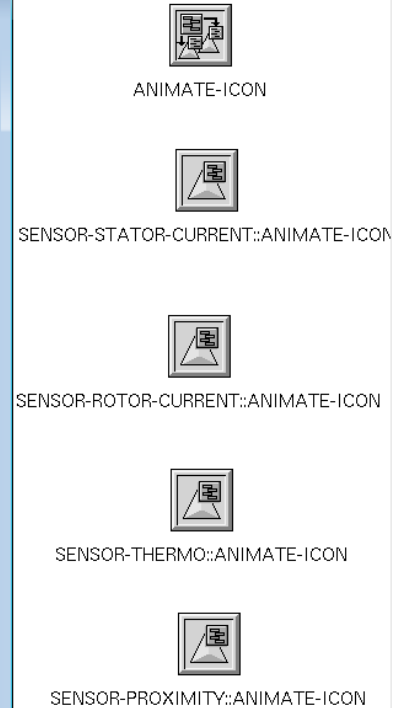 ANIMATE-ICON
SENSOR-STATOR-CURRENT::ANIMATE-ICON
SENSOR-ROTOR-CURRENT::ANIMATE-ICON
SENSOR-THERMO::ANIMATE-ICON
SENSOR-PROXIMITY::ANIMATE-ICON